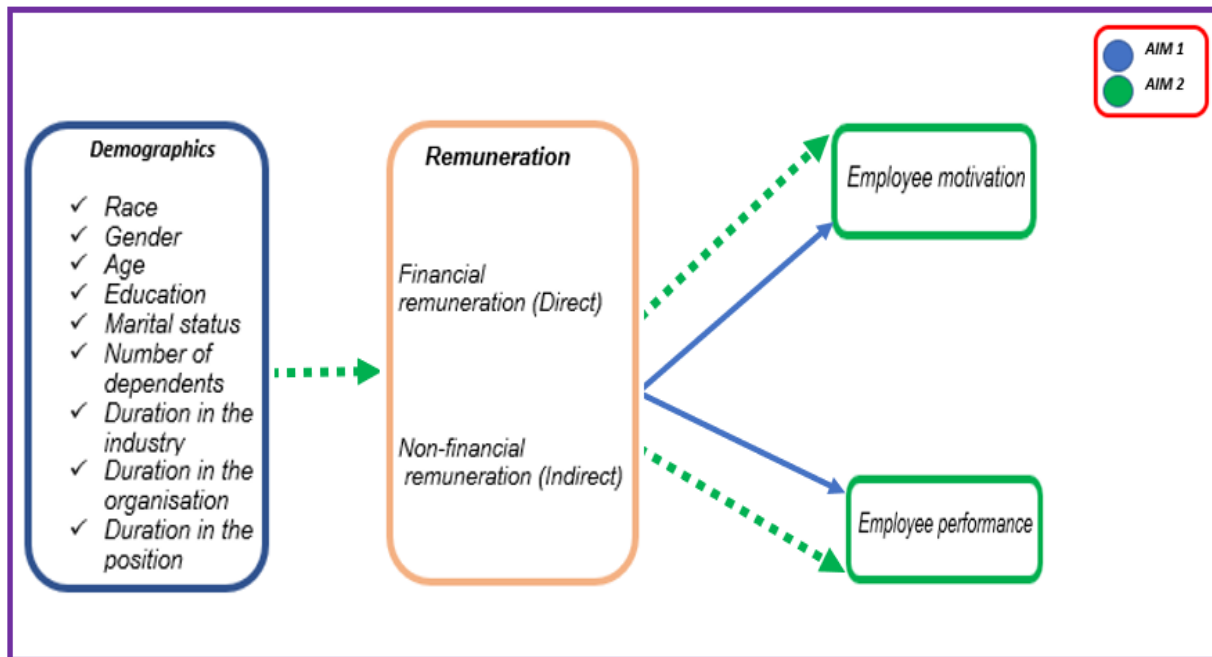 AIM 1
AIM 2
Demographics
✓ Race
✓ Gender
✓ Age
✓ Education
✓ Marital status
✓ Number of
dependents
✓ Duration in the
industry
✓ Duration in the
organisation
✓ Duration in the
position
Remuneration
Financial
remuneration (Direct)
Non-financial
remuneration (Indirect)
Employee motivation
Employee performance